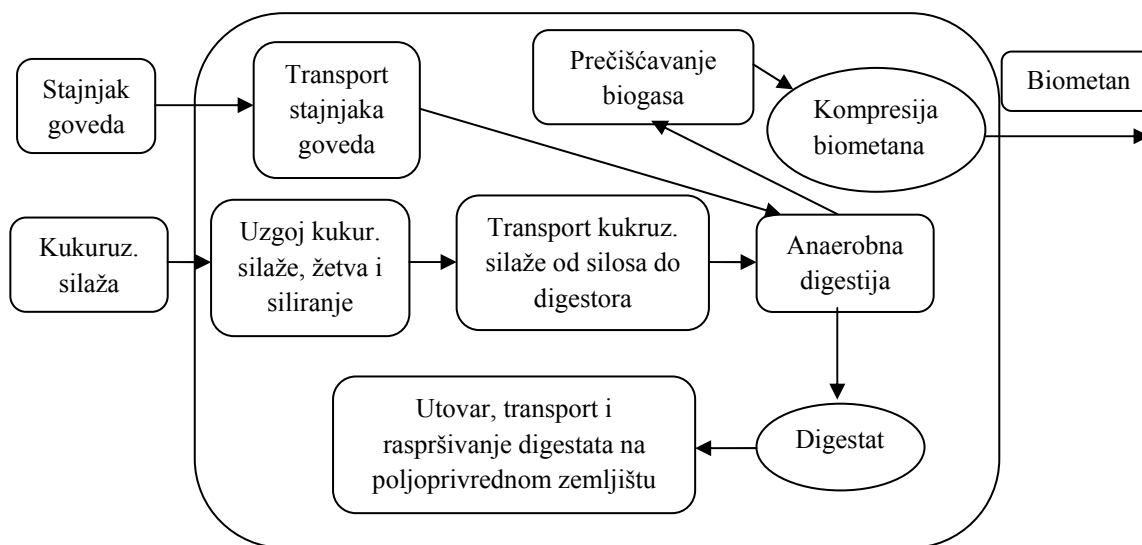 Stajnjak
goveda
Transport
stajnjaka
goveda
Prečišćavanje
biogasa
Kompresija
biometana
Biometan
Kukuruz.
silaža
Uzgoj kukur.
silaže, žetva i
siliranje
Transport kukruz.
silaže od silosa do
digestora
Anaerobna
digestija
Utovar, transport i
raspršivanje digestata na
poljoprivrednom zemljištu
Digestat